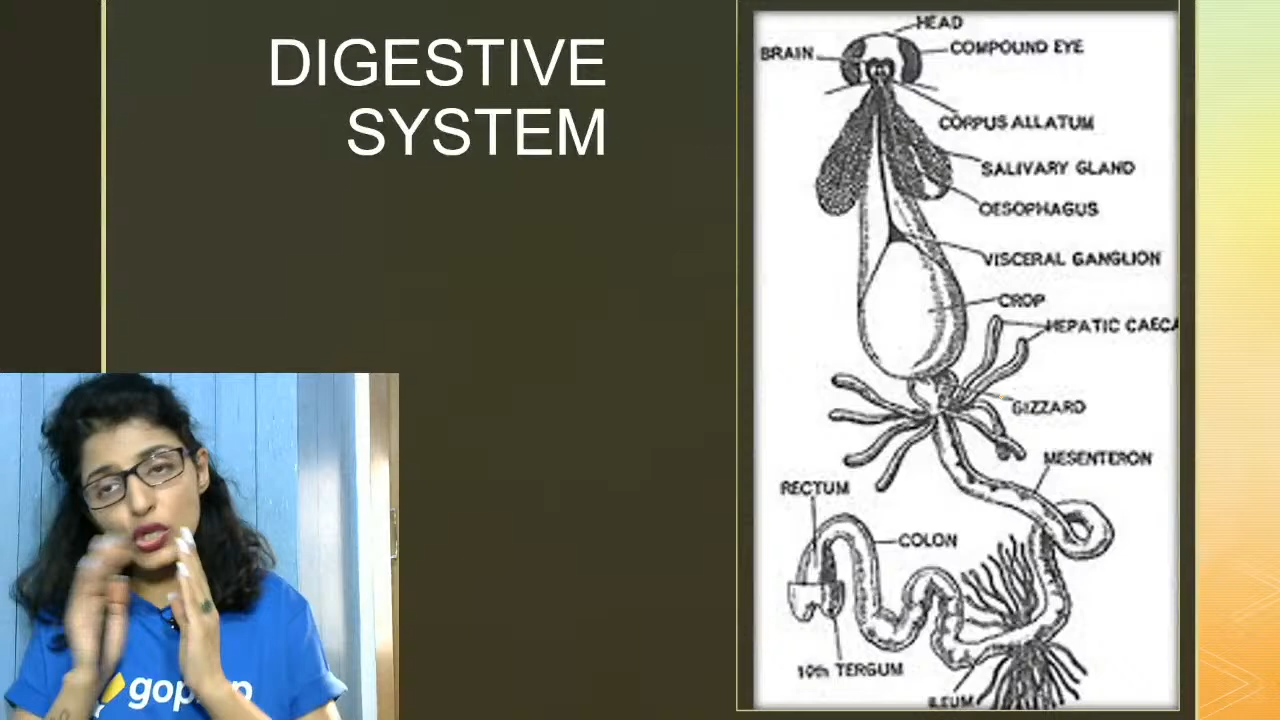 DIGESTIVE
SYSTEM
HEAD
BRAIN
COMPOUND EYE
CORPUS ALLATUM
SALIVARY GLAND
OESOPHAGUS
VISCERAL GANGLION
CROP
HEPATIC CAECA
GIZZARD
MESENTERON
RECTUM
COLON
10th TERGUM
ILEUM